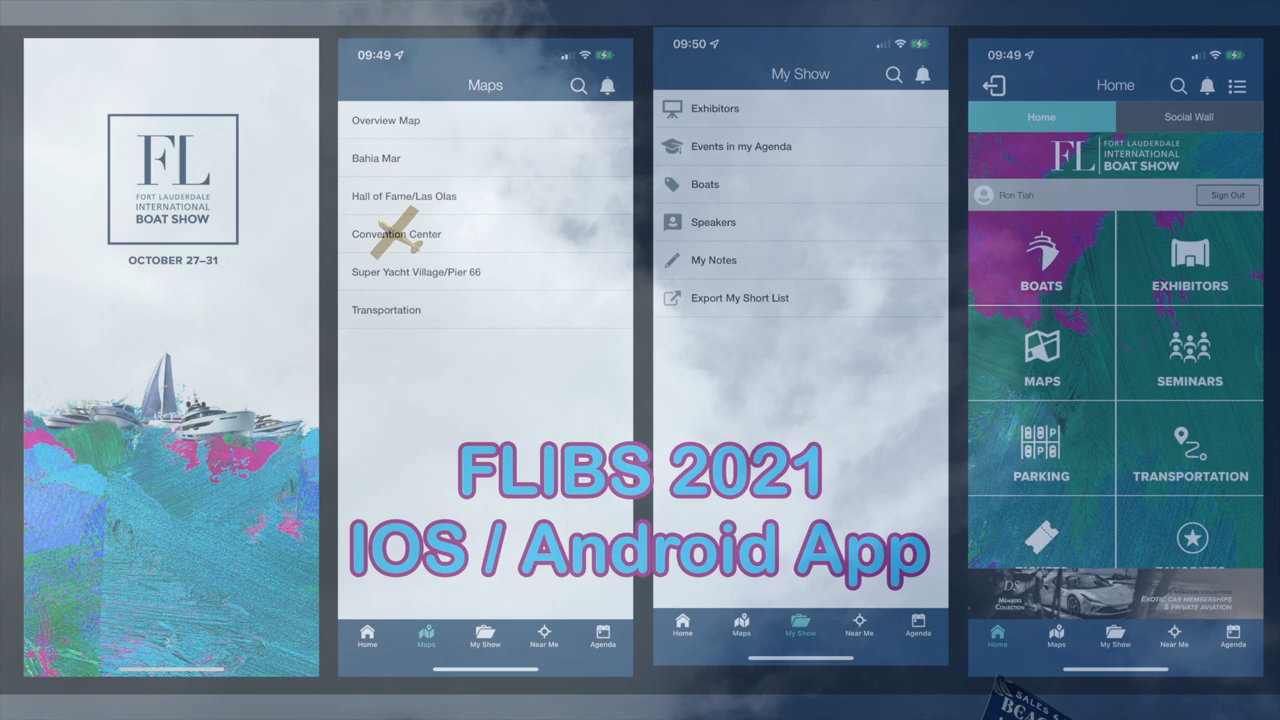 FL
FORT LAUDERDALE
INTERNATIONAL
BOAT SHOW
OCTOBER 27–31
09:49
Maps
Overview Map
Bahia Mar
Hall of Fame/Las Olas
Convention Center
Super Yacht Village/Pier 66
Transportation
Home
Maps
My Show
Near Me
Agenda
09:50
My Show
Exhibitors
Events in my Agenda
Boats
Speakers
My Notes
Export My Short List
Home
Maps
My Show
Near Me
Agenda
09:49
Home
Home
Social Wall
FL
FORT LAUDERDALE
INTERNATIONAL
BOAT SHOW
Ron Tiah
Sign Out
BOATS
EXHIBITORS
MAPS
SEMINARS
PARKING
TRANSPORTATION
DS
MEMBERS
COLLECTION
EXOTIC CAR MEMBERSHIPS
& PRIVATE AVIATION
Home
Maps
My Show
Near Me
Agenda
FLIBS 2021
IOS / Android App
SALES &